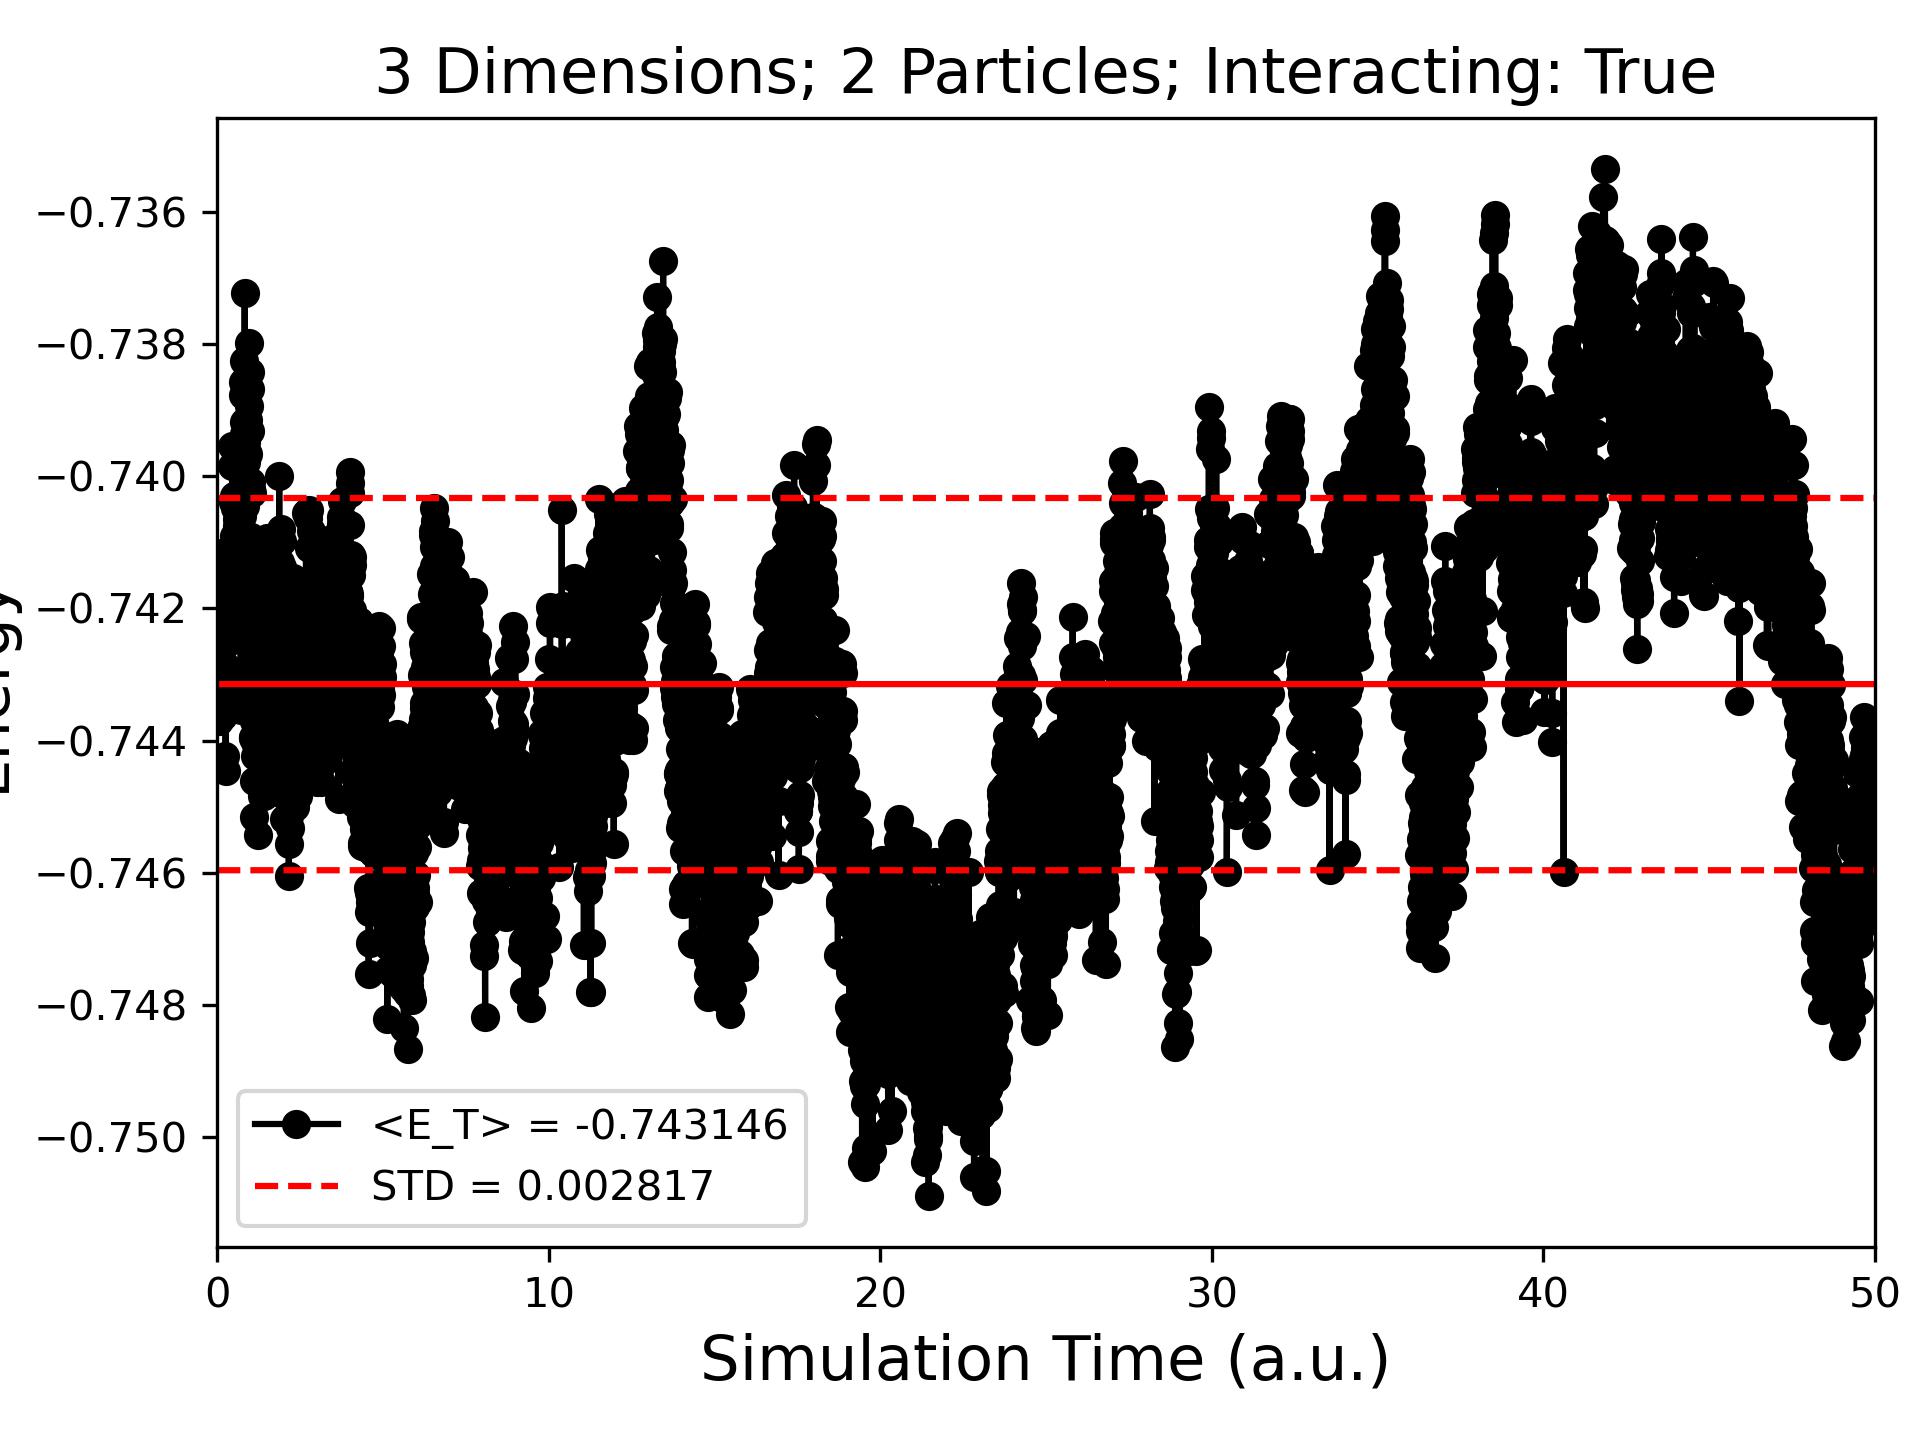 3 Dimensions; 2 Particles; Interacting: True
−0.736
−0.738
−0.740
−0.742
−0.744
−0.746
−0.748
−0.750
Energy
<E_T> = -0.743146
STD = 0.002817
0 10 20 30 40 50
Simulation Time (a.u.)